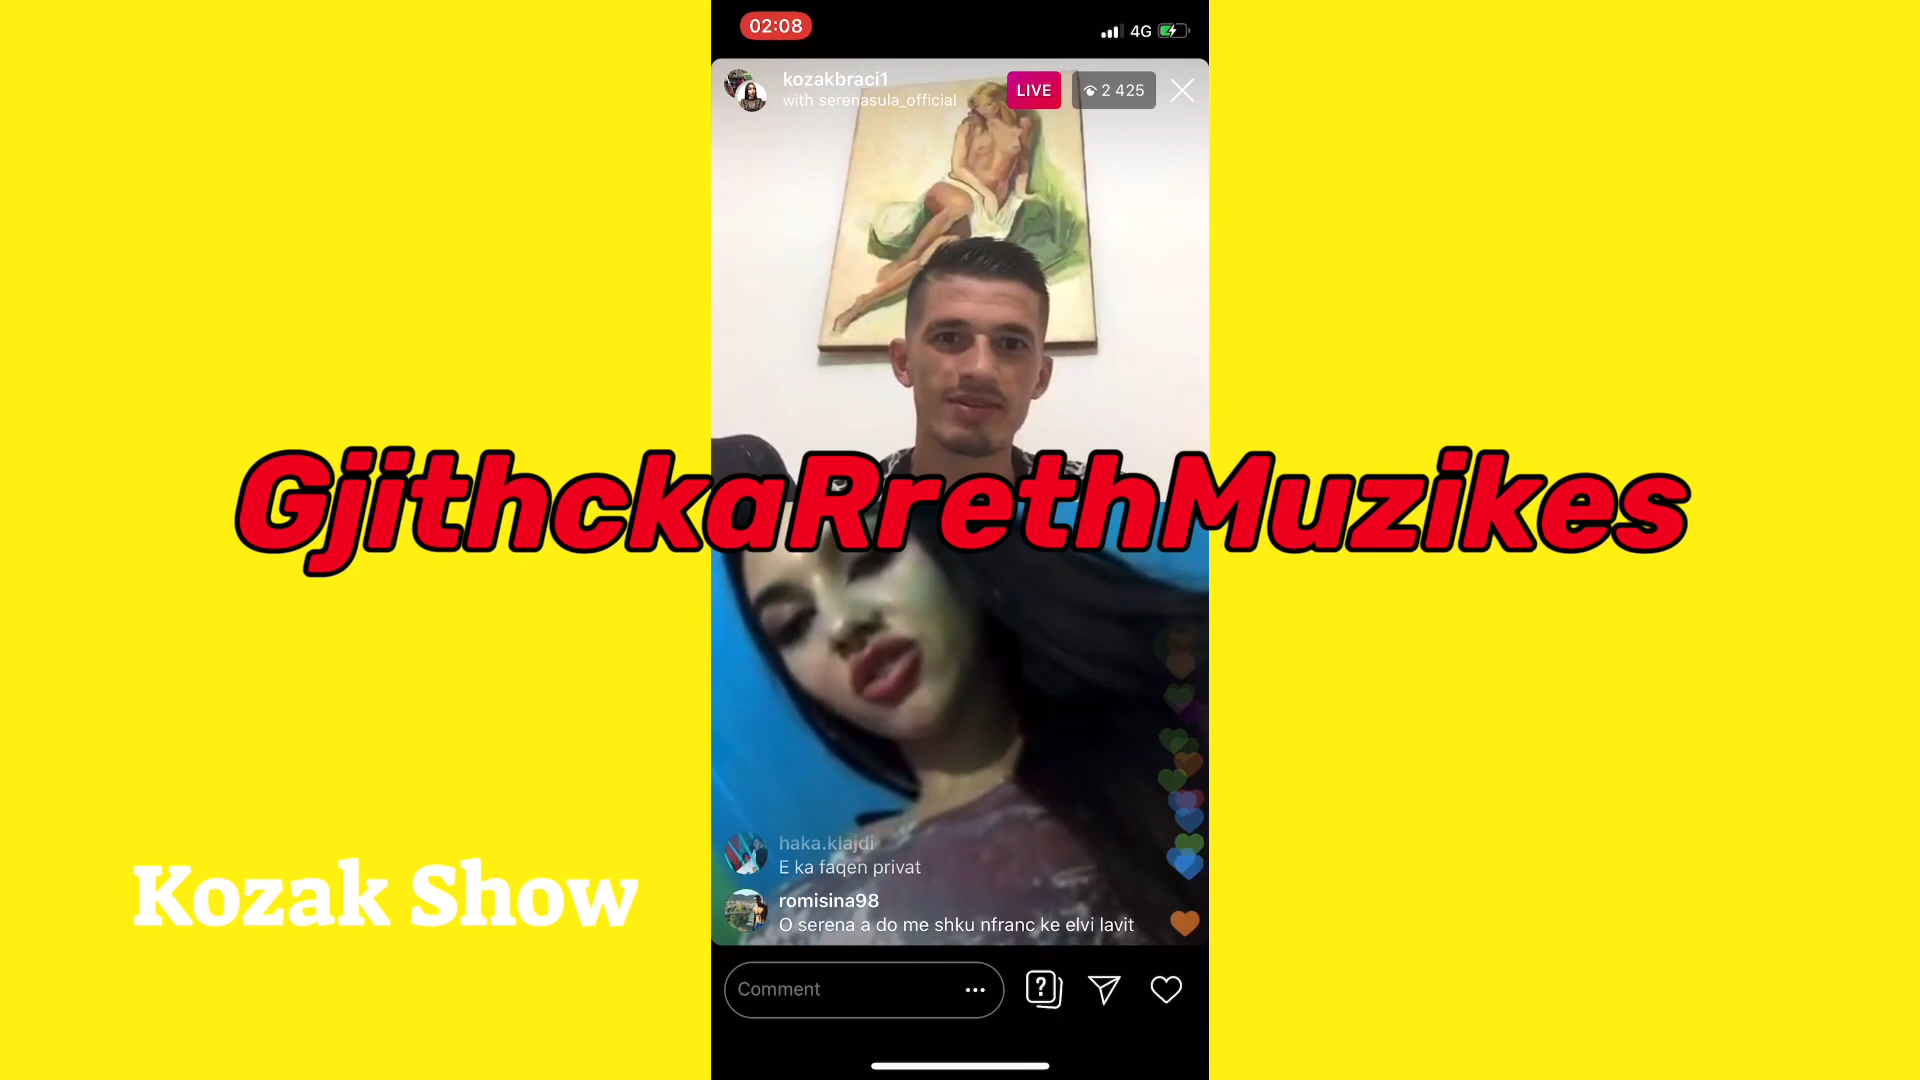 02:08
4G
kozakbraci1
with serenasula_official
LIVE
2 425
GjithckaRrethMuzikes
haka.klajdi
E ka faqen privat
romisina98
O serena a do me shku nfranc ke elvi lavit
Kozak Show
Comment